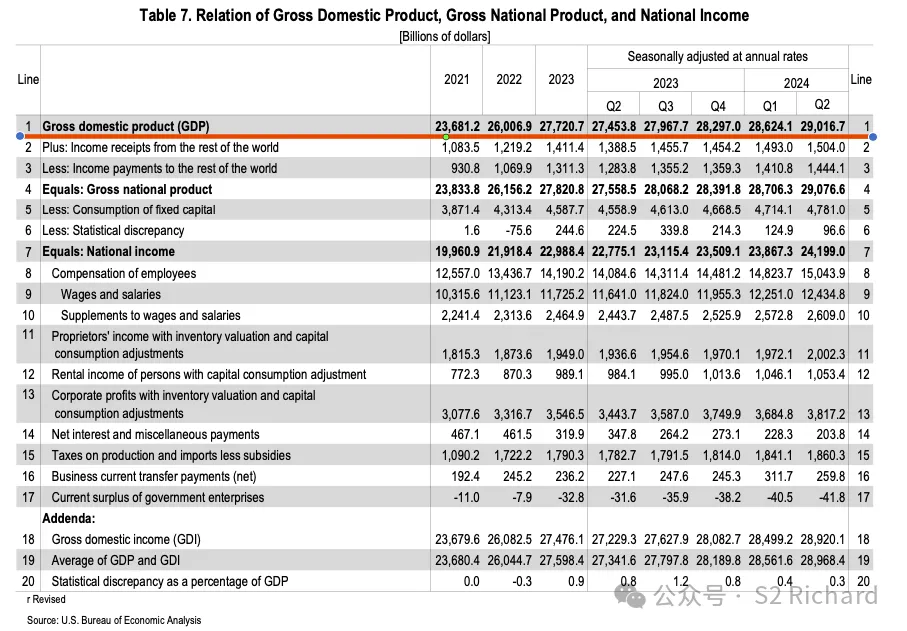 Table 7. Relation of Gross Domestic Product, Gross National Product, and National Income
[Billions of dollars]
Seasonally adjusted at annual rates
Line 2021 2022 2023 2023 2024 Line
Q2 Q3 Q4 Q1 Q2
1 Gross domestic product (GDP) 23,681.2 26,006.9 27,720.7 27,453.8 27,967.7 28,297.0 28,624.1 29,016.7 1
2 Plus: Income receipts from the rest of the world 1,083.5 1,219.2 1,411.4 1,388.5 1,455.7 1,454.2 1,493.0 1,504.0 2
3 Less: Income payments to the rest of the world 930.8 1,069.9 1,311.3 1,283.8 1,355.2 1,359.3 1,410.8 1,444.1 3
4 Equals: Gross national product 23,833.8 26,156.2 27,820.8 27,558.5 28,068.2 28,391.8 28,706.3 29,076.6 4
5 Less: Consumption of fixed capital 3,871.4 4,313.4 4,587.7 4,558.9 4,613.0 4,668.5 4,714.1 4,781.0 5
6 Less: Statistical discrepancy 1.6 -75.6 244.6 224.5 339.8 214.3 124.9 96.6 6
7 Equals: National income 19,960.9 21,918.4 22,988.4 22,775.1 23,115.4 23,509.1 23,867.3 24,199.0 7
8 Compensation of employees 12,557.0 13,436.7 14,190.2 14,084.6 14,311.4 14,481.2 14,823.7 15,043.9 8
9 Wages and salaries 10,315.6 11,123.1 11,725.2 11,641.0 11,824.0 11,955.3 12,251.0 12,434.8 9
10 Supplements to wages and salaries 2,241.4 2,313.6 2,464.9 2,443.7 2,487.5 2,525.9 2,572.8 2,609.0 10
11 Proprietors' income with inventory valuation and capital
consumption adjustments 1,815.3 1,873.6 1,949.0 1,936.6 1,954.6 1,970.1 1,972.1 2,002.3 11
12 Rental income of persons with capital consumption adjustment 772.3 870.3 989.1 984.1 995.0 1,013.6 1,046.1 1,053.4 12
13 Corporate profits with inventory valuation and capital
consumption adjustments 3,077.6 3,316.7 3,546.5 3,443.7 3,587.0 3,749.9 3,684.8 3,817.2 13
14 Net interest and miscellaneous payments 467.1 461.5 319.9 347.8 264.2 273.1 228.3 203.8 14
15 Taxes on production and imports less subsidies 1,090.2 1,722.2 1,790.3 1,782.7 1,791.5 1,814.0 1,841.1 1,860.3 15
16 Business current transfer payments (net) 192.4 245.2 236.2 227.1 247.6 245.3 311.7 259.8 16
17 Current surplus of government enterprises -11.0 -7.9 -32.8 -31.6 -35.9 -38.2 -40.5 -41.8 17
Addenda:
18 Gross domestic income (GDI) 23,679.6 26,082.5 27,476.1 27,229.3 27,627.9 28,082.7 28,499.2 28,920.1 18
19 Average of GDP and GDI 23,680.4 26,044.7 27,598.4 27,341.6 27,797.8 28,189.8 28,561.6 28,968.4 19
20 Statistical discrepancy as a percentage of GDP 0.0 -0.3 0.9 0.8 1.2 0.8 0.4 0.3 20
r Revised
公众号 · S2 Richard
Source: U.S. Bureau of Economic Analysis